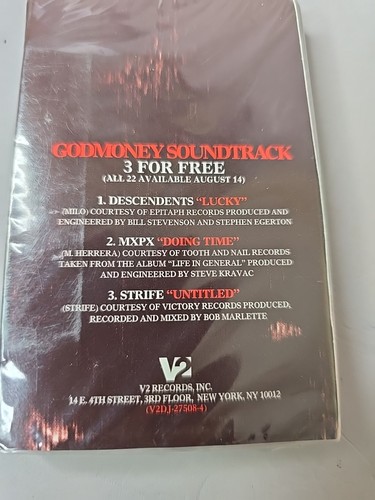 GODMONEY SOUNDTRACK
3 FOR FREE
(ALL 22 AVAILABLE AUGUST 14)
1. DESCENDENTS "LUCKY"
(MILO) COURTESY OF EPITAPH RECORDS PRODUCED AND
ENGINEERED BY BILL STEVENSON AND STEPHEN EGERTON
2. MXPX "DOING TIME"
(M. HERRERA) COURTESY OF TOOTH AND NAIL RECORDS
TAKEN FROM THE ALBUM "LIFE IN GENERAL" PRODUCED
AND ENGINEERED BY STEVE KRAVAC
3. STRIFE "UNTITLED"
(STRIFE) COURTESY OF VICTORY RECORDS PRODUCED,
RECORDED AND MIXED BY BOB MARLETTE
V2
V2 RECORDS, INC.
14 E. 4TH STREET, 3RD FLOOR, NEW YORK, NY 10012
(V2DJ-27508-4)